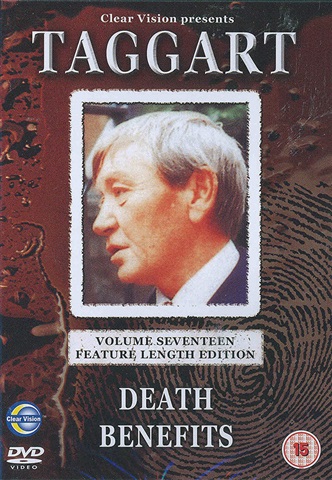 Clear Vision presents
TAGGART
VOLUME SEVENTEEN
FEATURE LENGTH EDITION
DEATH
BENEFITS
Clear Vision
DVD
VIDEO
15